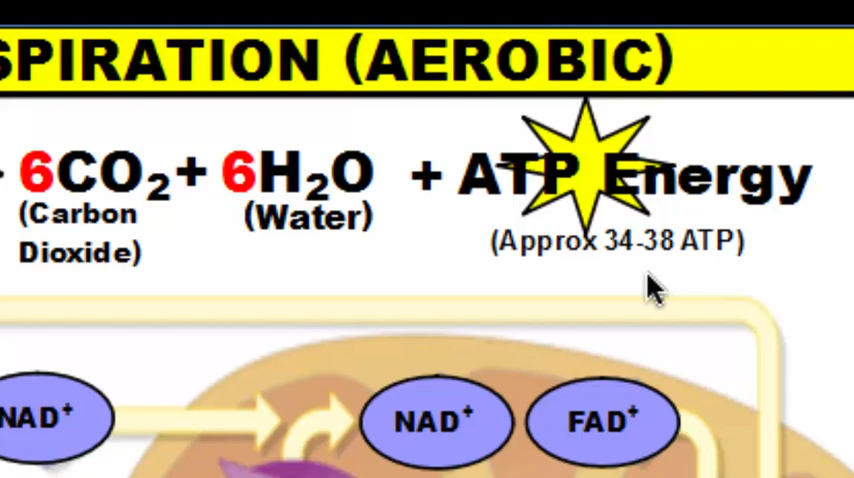 SPIRATION (AEROBIC)
6CO₂ + 6H₂O + ATP Energy
(Carbon Dioxide)
(Water)
(Approx 34-38 ATP)
NAD⁺
NAD⁺
FAD⁺